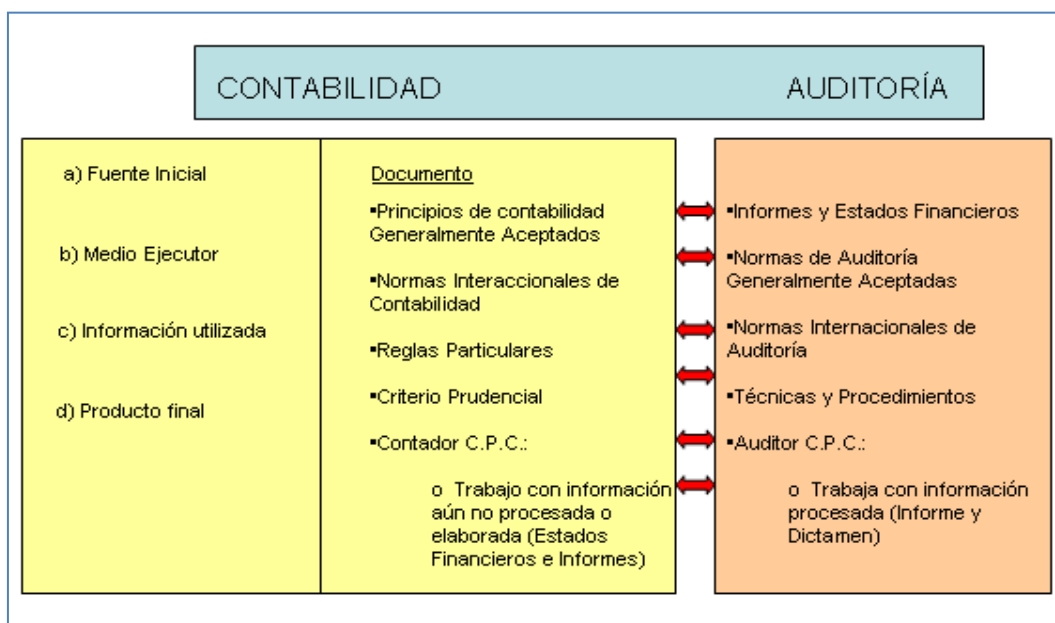 CONTABILIDAD
AUDITORÍA
a) Fuente Inicial
b) Medio Ejecutor
c) Información utilizada
d) Producto final
Documento
▪Principios de contabilidad
Generalmente Aceptados
▪Normas Interaccionales de
Contabilidad
▪Reglas Particulares
▪Criterio Prudencial
▪Contador C.P.C.:
o Trabajo con información
aún no procesada o
elaborada (Estados
Financieros e Informes)
▪Informes y Estados Financieros
▪Normas de Auditoría
Generalmente Aceptadas
▪Normas Internacionales de
Auditoría
▪Técnicas y Procedimientos
▪Auditor C.P.C.:
o Trabaja con información
procesada (Informe y
Dictamen)